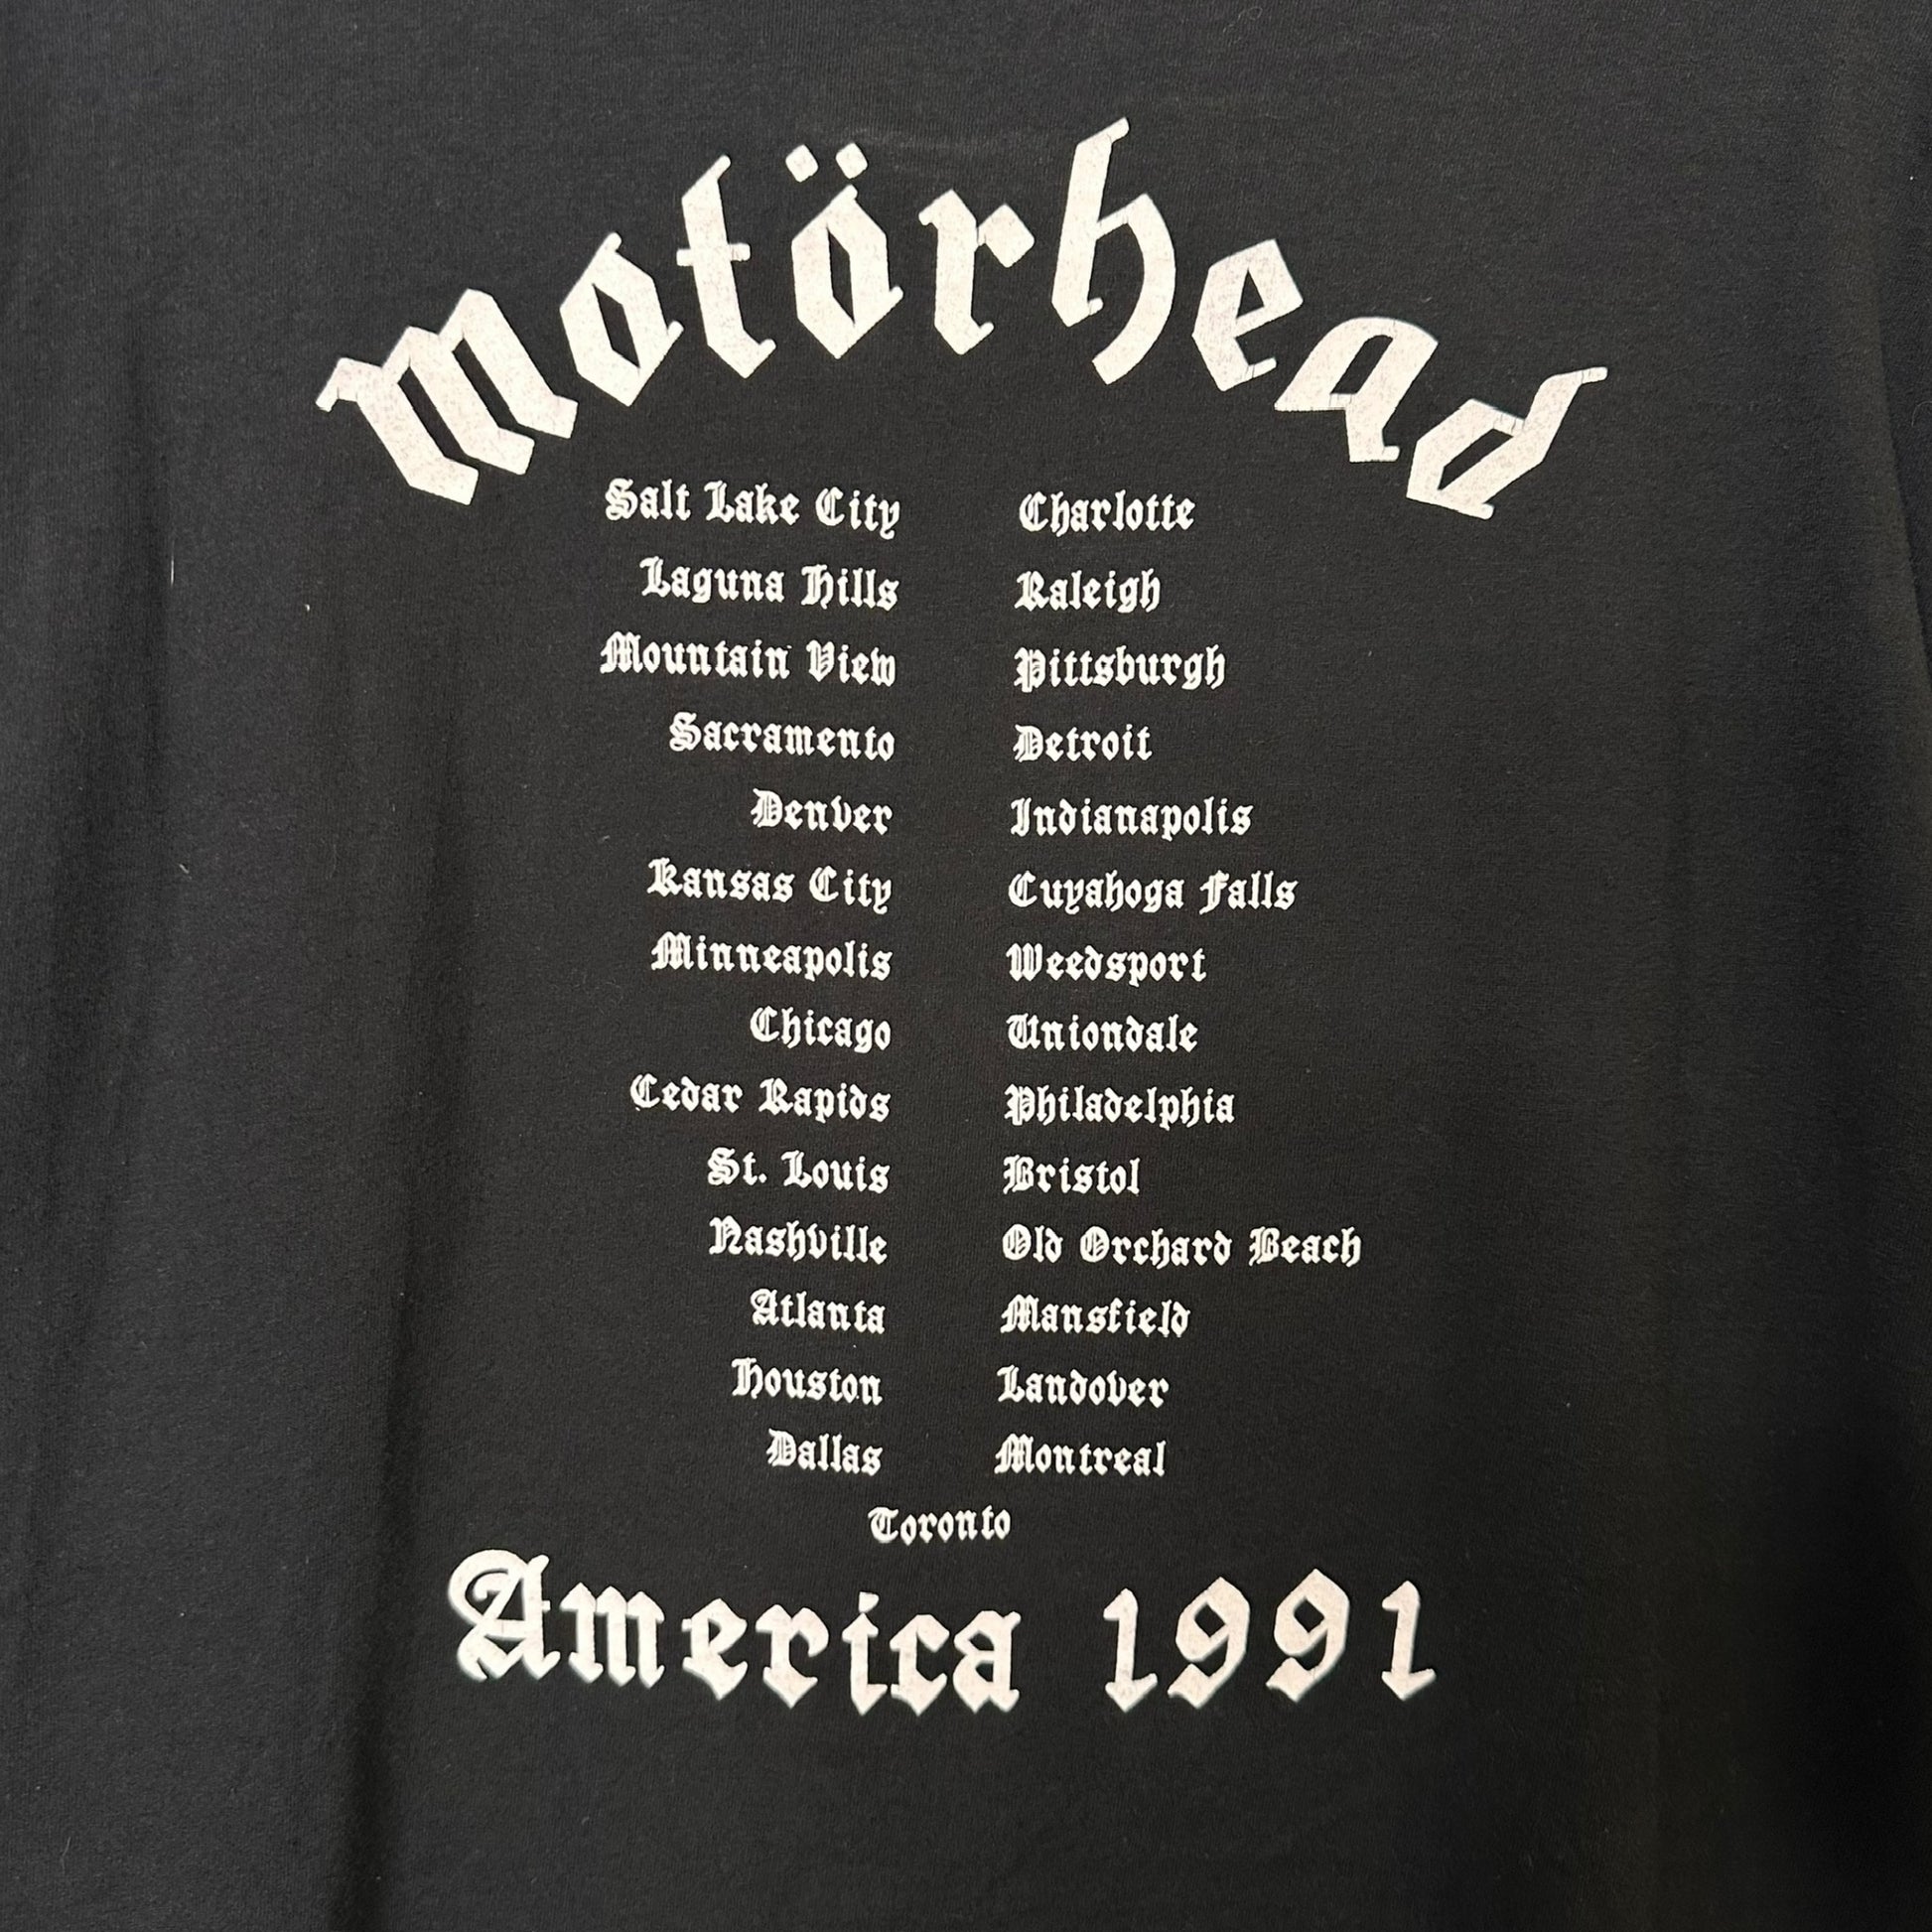 motörhead
Salt Lake City Charlotte
Laguna Hills Raleigh
Mountain View Pittsburgh
Sacramento Detroit
Denver Indianapolis
Kansas City Cuyahoga Falls
Minneapolis Weedsport
Chicago Uniondale
Cedar Rapids Philadelphia
St. Louis Bristol
Nashville Old Orchard Beach
Atlanta Mansfield
Houston Landover
Dallas Montreal
Toronto
America 1991